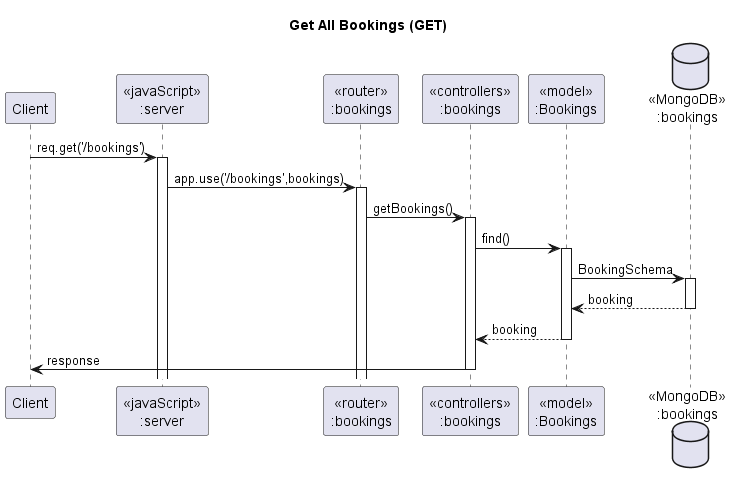 Get All Bookings (GET)
Client
«javaScript»
:server
«router»
:bookings
«controllers»
:bookings
«model»
:Bookings
«MongoDB»
:bookings
req.get('/bookings')
app.use('/bookings',bookings)
getBookings()
find()
BookingSchema
booking
booking
response
Client
«javaScript»
:server
«router»
:bookings
«controllers»
:bookings
«model»
:Bookings
«MongoDB»
:bookings